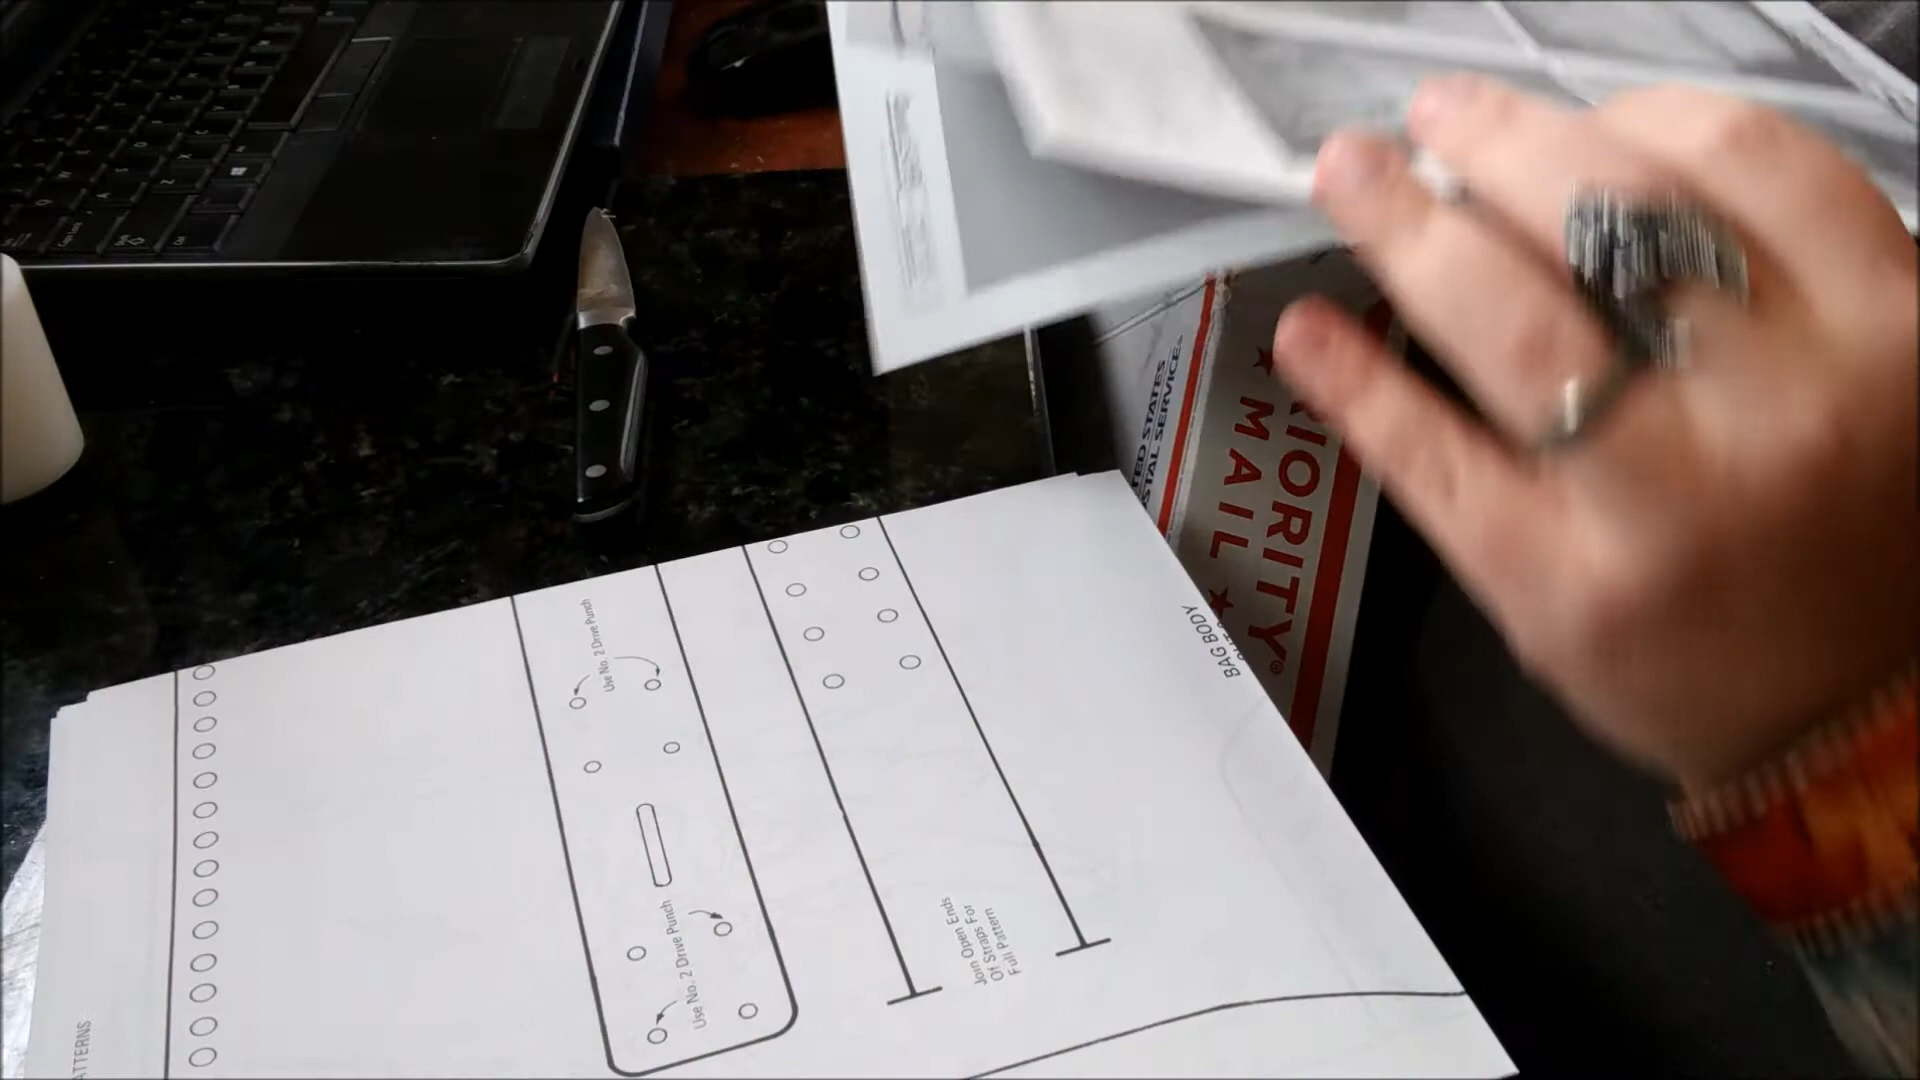 UNITED STATES
POSTAL SERVICE®
PRIORITY®
★ MAIL ★
BAG BODY
Use No. 2 Drive Punch
Use No. 2 Drive Punch
Join Open Ends
Of Straps For
Full Pattern
ATTERNS